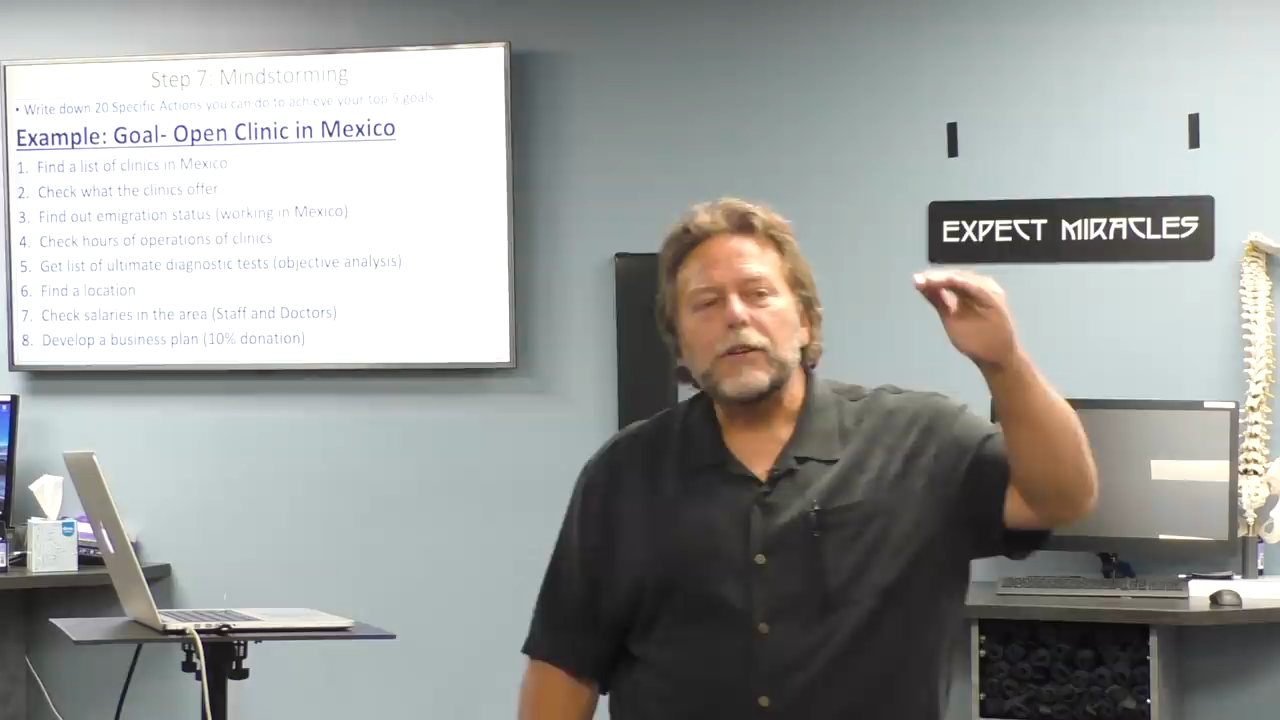 Step 7: Mindstorming
• Write down 20 Specific Actions you can do to achieve your top 5 goals.
Example: Goal- Open Clinic in Mexico
1. Find a list of clinics in Mexico
2. Check what the clinics offer
3. Find out emigration status (working in Mexico)
4. Check hours of operations of clinics
5. Get list of ultimate diagnostic tests (objective analysis)
6. Find a location
7. Check salaries in the area (Staff and Doctors)
8. Develop a business plan (10% donation)
EXPECT MIRACLES